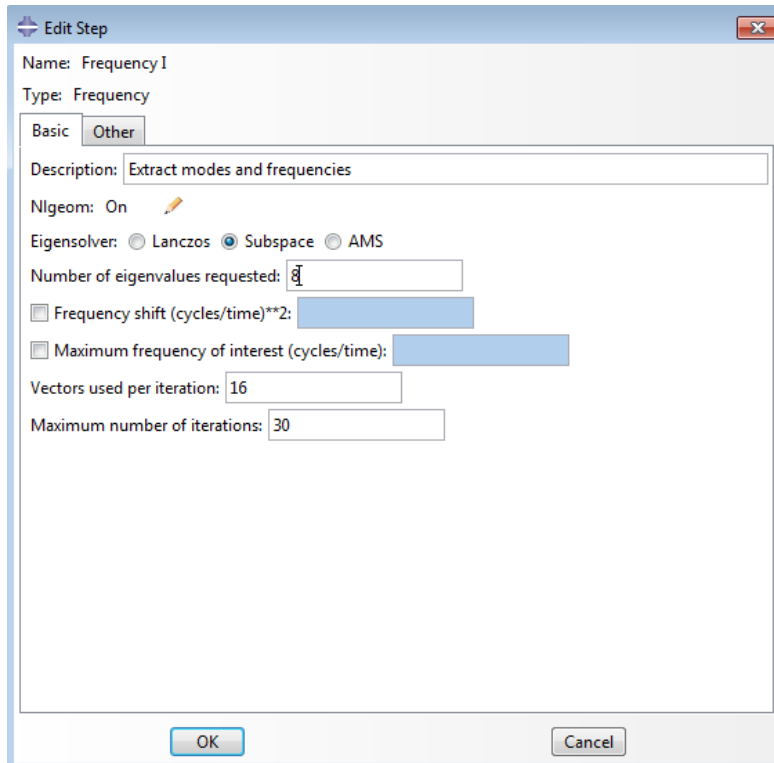 Edit Step
Name: Frequency I
Type: Frequency
Basic Other
Description: Extract modes and frequencies
Nlgeom: On
Eigensolver: Lanczos Subspace AMS
Number of eigenvalues requested: 8
Frequency shift (cycles/time)**2:
Maximum frequency of interest (cycles/time):
Vectors used per iteration: 16
Maximum number of iterations: 30
OK Cancel